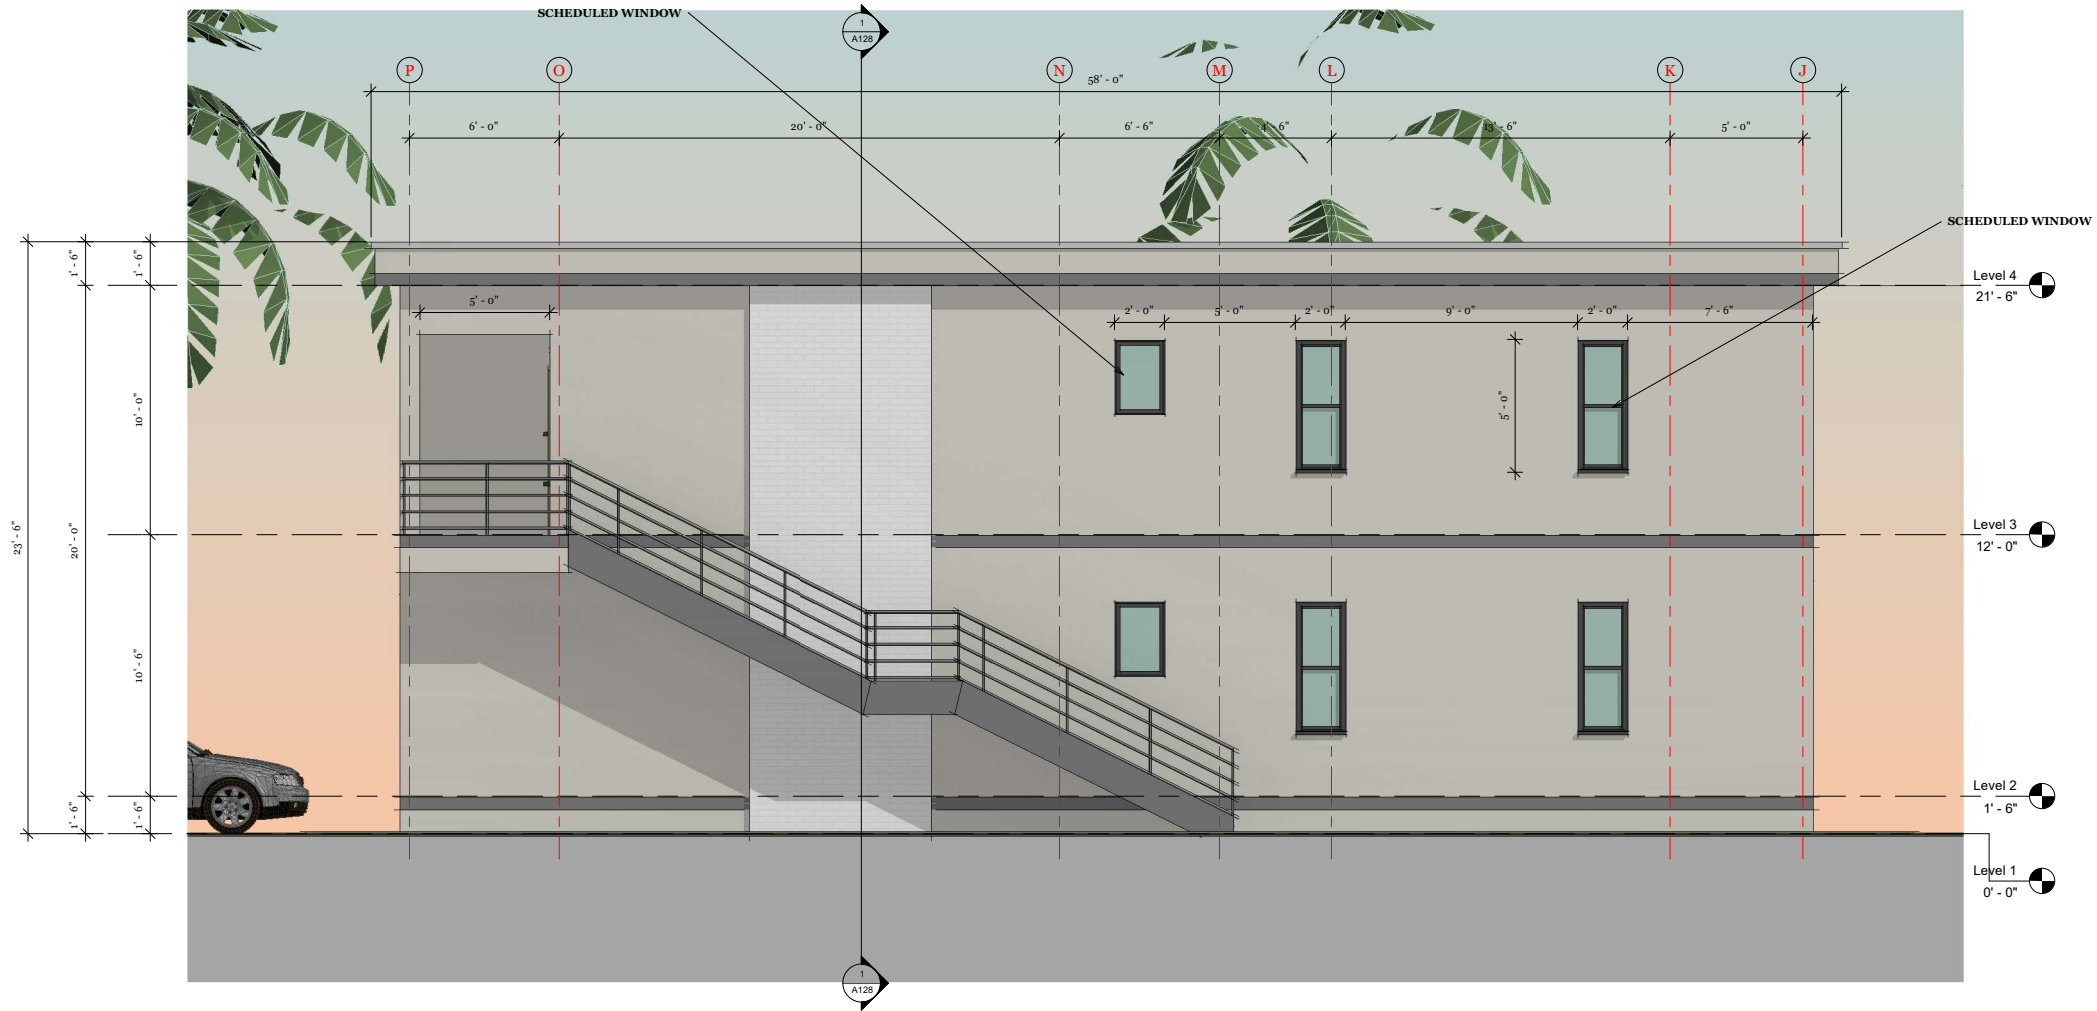 SCHEDULED WINDOW
1
A128
P
O
N
M
L
K
J
58' - 0"
6' - 0"
20' - 0"
6' - 6"
4' - 6"
13' - 6"
5' - 0"
SCHEDULED WINDOW
1' - 6"
1' - 6"
Level 4
21' - 6"
5' - 0"
2' - 0"
5' - 0"
2' - 0"
9' - 0"
2' - 0"
7' - 6"
10' - 0"
5' - 0"
23' - 6"
20' - 0"
Level 3
12' - 0"
10' - 6"
Level 2
1' - 6"
1' - 6"
1' - 6"
Level 1
0' - 0"
1
A128